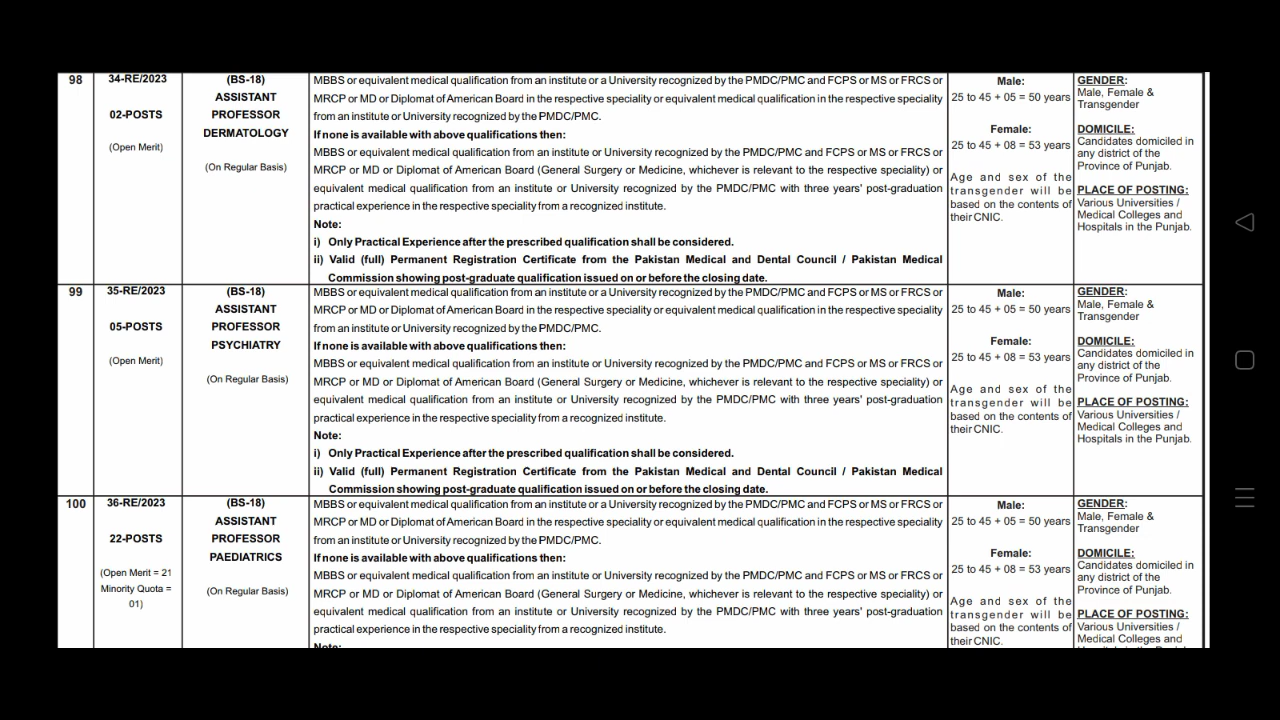 98
34-RE/2023
02-POSTS
(Open Merit)
(BS-18)
ASSISTANT
PROFESSOR
DERMATOLOGY
(On Regular Basis)
MBBS or equivalent medical qualification from an institute or a University recognized by the PMDC/PMC and FCPS or MS or FRCS or
MRCP or MD or Diplomat of American Board in the respective speciality or equivalent medical qualification in the respective speciality
from an institute or University recognized by the PMDC/PMC.
If none is available with above qualifications then:
MBBS or equivalent medical qualification from an institute or University recognized by the PMDC/PMC and FCPS or MS or FRCS or
MRCP or MD or Diplomat of American Board (General Surgery or Medicine, whichever is relevant to the respective speciality) or
equivalent medical qualification from an institute or University recognized by the PMDC/PMC with three years' post-graduation
practical experience in the respective speciality from a recognized institute.
Note:
i) Only Practical Experience after the prescribed qualification shall be considered.
ii) Valid (full) Permanent Registration Certificate from the Pakistan Medical and Dental Council / Pakistan Medical
Commission showing post-graduate qualification issued on or before the closing date.
Male:
25 to 45 + 05 = 50 years
Female:
25 to 45 + 08 = 53 years
Age and sex of the
transgender will be
based on the contents of
their CNIC.
GENDER:
Male, Female &
Transgender
DOMICILE:
Candidates domiciled in
any district of the
Province of Punjab.
PLACE OF POSTING:
Various Universities /
Medical Colleges and
Hospitals in the Punjab.
99
35-RE/2023
05-POSTS
(Open Merit)
(BS-18)
ASSISTANT
PROFESSOR
PSYCHIATRY
(On Regular Basis)
MBBS or equivalent medical qualification from an institute or a University recognized by the PMDC/PMC and FCPS or MS or FRCS or
MRCP or MD or Diplomat of American Board in the respective speciality or equivalent medical qualification in the respective speciality
from an institute or University recognized by the PMDC/PMC.
If none is available with above qualifications then:
MBBS or equivalent medical qualification from an institute or University recognized by the PMDC/PMC and FCPS or MS or FRCS or
MRCP or MD or Diplomat of American Board (General Surgery or Medicine, whichever is relevant to the respective speciality) or
equivalent medical qualification from an institute or University recognized by the PMDC/PMC with three years' post-graduation
practical experience in the respective speciality from a recognized institute.
Note:
i) Only Practical Experience after the prescribed qualification shall be considered.
ii) Valid (full) Permanent Registration Certificate from the Pakistan Medical and Dental Council / Pakistan Medical
Commission showing post-graduate qualification issued on or before the closing date.
Male:
25 to 45 + 05 = 50 years
Female:
25 to 45 + 08 = 53 years
Age and sex of the
transgender will be
based on the contents of
their CNIC.
GENDER:
Male, Female &
Transgender
DOMICILE:
Candidates domiciled in
any district of the
Province of Punjab.
PLACE OF POSTING:
Various Universities /
Medical Colleges and
Hospitals in the Punjab.
100
36-RE/2023
22-POSTS
(Open Merit = 21
Minority Quota =
01)
(BS-18)
ASSISTANT
PROFESSOR
PAEDIATRICS
(On Regular Basis)
MBBS or equivalent medical qualification from an institute or a University recognized by the PMDC/PMC and FCPS or MS or FRCS or
MRCP or MD or Diplomat of American Board in the respective speciality or equivalent medical qualification in the respective speciality
from an institute or University recognized by the PMDC/PMC.
If none is available with above qualifications then:
MBBS or equivalent medical qualification from an institute or University recognized by the PMDC/PMC and FCPS or MS or FRCS or
MRCP or MD or Diplomat of American Board (General Surgery or Medicine, whichever is relevant to the respective speciality) or
equivalent medical qualification from an institute or University recognized by the PMDC/PMC with three years' post-graduation
practical experience in the respective speciality from a recognized institute.
Note:
Male:
25 to 45 + 05 = 50 years
Female:
25 to 45 + 08 = 53 years
Age and sex of the
transgender will be
based on the contents of
their CNIC.
GENDER:
Male, Female &
Transgender
DOMICILE:
Candidates domiciled in
any district of the
Province of Punjab.
PLACE OF POSTING:
Various Universities /
Medical Colleges and